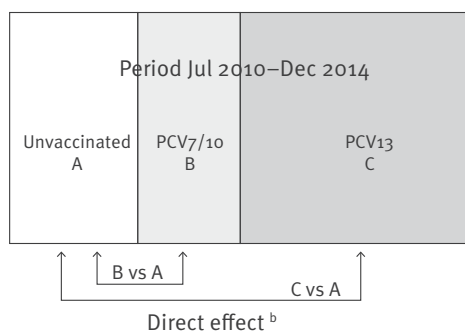 Period Jul 2010–Dec 2014
Unvaccinated PCV7/10 PCV13
A B C
B vs A
C vs A
Direct effect b